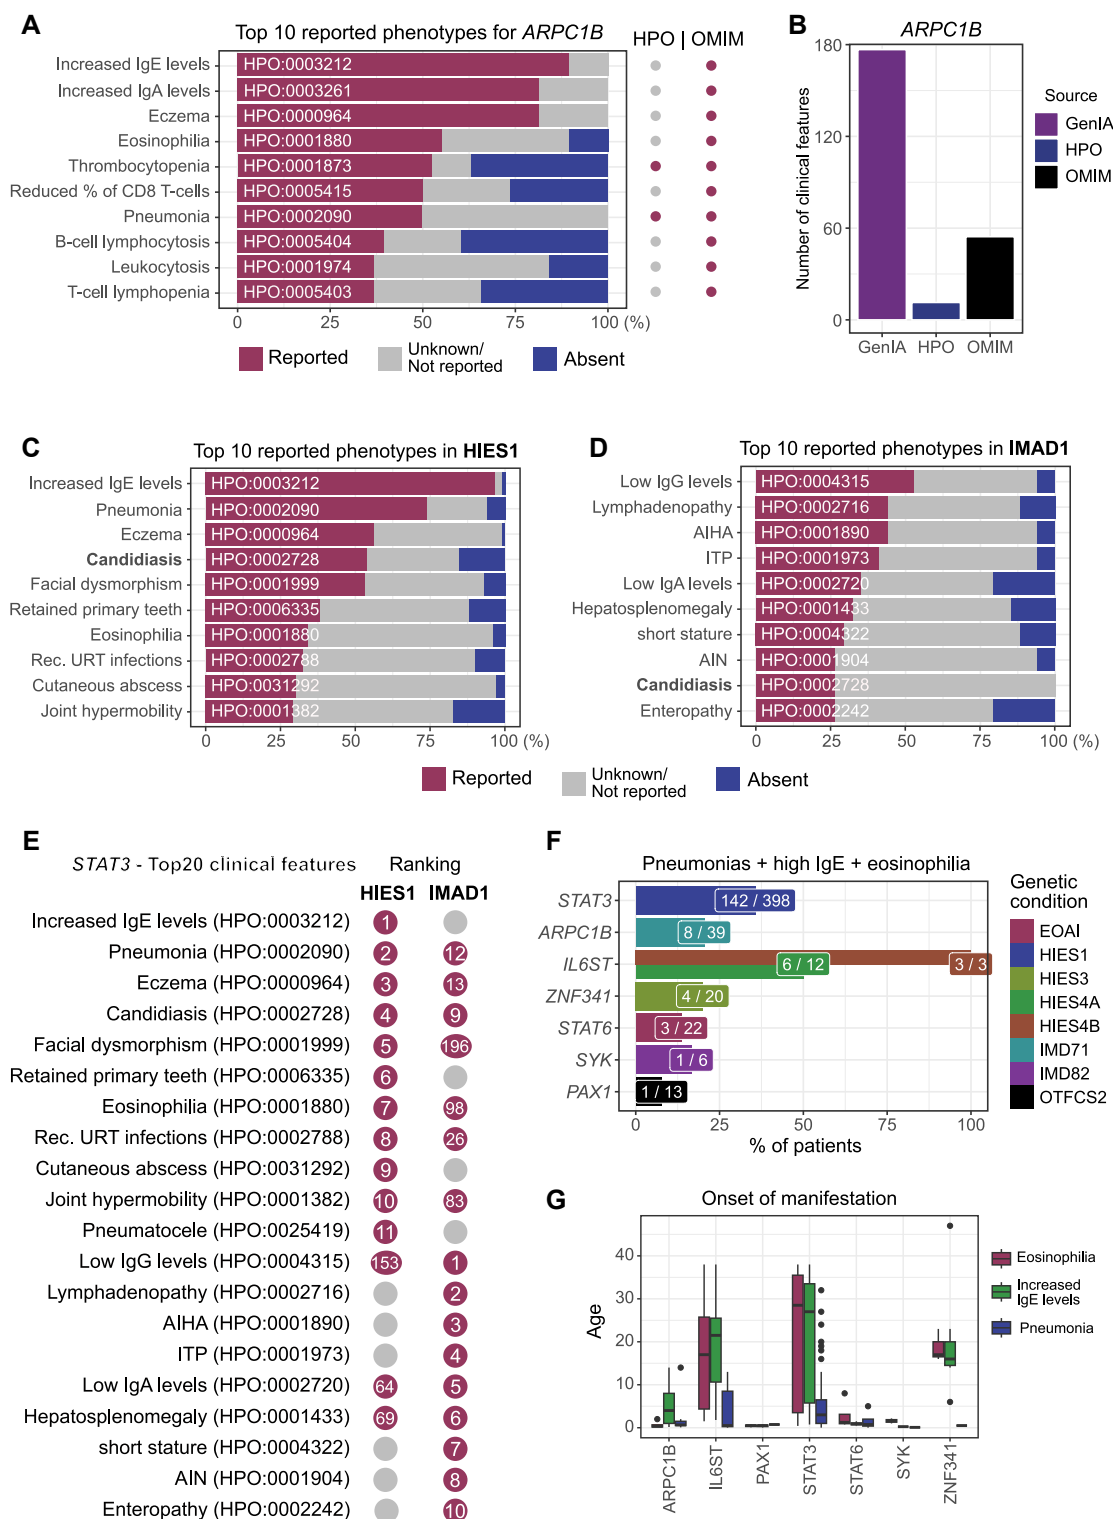 A
Top 10 reported phenotypes for ARPC1B
HPO | OMIM
Increased IgE levels HPO:0003212
Increased IgA levels HPO:0003261
Eczema HPO:0000964
Eosinophilia HPO:0001880
Thrombocytopenia HPO:0001873
Reduced % of CD8 T-cells HPO:0005415
Pneumonia HPO:0002090
B-cell lymphocytosis HPO:0005404
Leukocytosis HPO:0001974
T-cell lymphopenia HPO:0005403
0 25 50 75 100 (%)
Reported
Unknown/
Not reported
Absent
B
ARPC1B
Number of clinical features
180
120
60
0
GenIA HPO OMIM
Source
GenIA
HPO
OMIM
C
Top 10 reported phenotypes in HIES1
Increased IgE levels HPO:0003212
Pneumonia HPO:0002090
Eczema HPO:0000964
Candidiasis HPO:0002728
Facial dysmorphism HPO:0001999
Retained primary teeth HPO:0006335
Eosinophilia HPO:0001880
Rec. URT infections HPO:0002788
Cutaneous abscess HPO:0031292
Joint hypermobility HPO:0001382
0 25 50 75 100 (%)
D
Top 10 reported phenotypes in IMAD1
Low IgG levels HPO:0004315
Lymphadenopathy HPO:0002716
AIHA HPO:0001890
ITP HPO:0001973
Low IgA levels HPO:0002720
Hepatosplenomegaly HPO:0001433
short stature HPO:0004322
AIN HPO:0001904
Candidiasis HPO:0002728
Enteropathy HPO:0002242
0 25 50 75 100 (%)
Reported
Unknown/
Not reported
Absent
E
STAT3 - Top20 clinical features
Ranking
HIES1 IMAD1
Increased IgE levels (HPO:0003212) 1
Pneumonia (HPO:0002090) 2 12
Eczema (HPO:0000964) 3 13
Candidiasis (HPO:0002728) 4 9
Facial dysmorphism (HPO:0001999) 5 196
Retained primary teeth (HPO:0006335) 6
Eosinophilia (HPO:0001880) 7 98
Rec. URT infections (HPO:0002788) 8 26
Cutaneous abscess (HPO:0031292) 9
Joint hypermobility (HPO:0001382) 10 83
Pneumatocele (HPO:0025419) 11
Low IgG levels (HPO:0004315) 153 1
Lymphadenopathy (HPO:0002716) 2
AIHA (HPO:0001890) 3
ITP (HPO:0001973) 4
Low IgA levels (HPO:0002720) 64 5
Hepatosplenomegaly (HPO:0001433) 69 6
short stature (HPO:0004322) 7
AIN (HPO:0001904) 8
Enteropathy (HPO:0002242) 10
F
Pneumonias + high IgE + eosinophilia
STAT3 142 / 398
ARPC1B 8 / 39
IL6ST 6 / 12 3 / 3
ZNF341 4 / 20
STAT6 3 / 22
SYK 1 / 6
PAX1 1 / 13
0 25 50 75 100
% of patients
Genetic
condition
EOAI
HIES1
HIES3
HIES4A
HIES4B
IMD71
IMD82
OTFCS2
G
Onset of manifestation
Age
40
30
20
10
0
ARPC1B
IL6ST
PAX1
STAT3
STAT6
SYK
ZNF341
Eosinophilia
Increased
IgE levels
Pneumonia